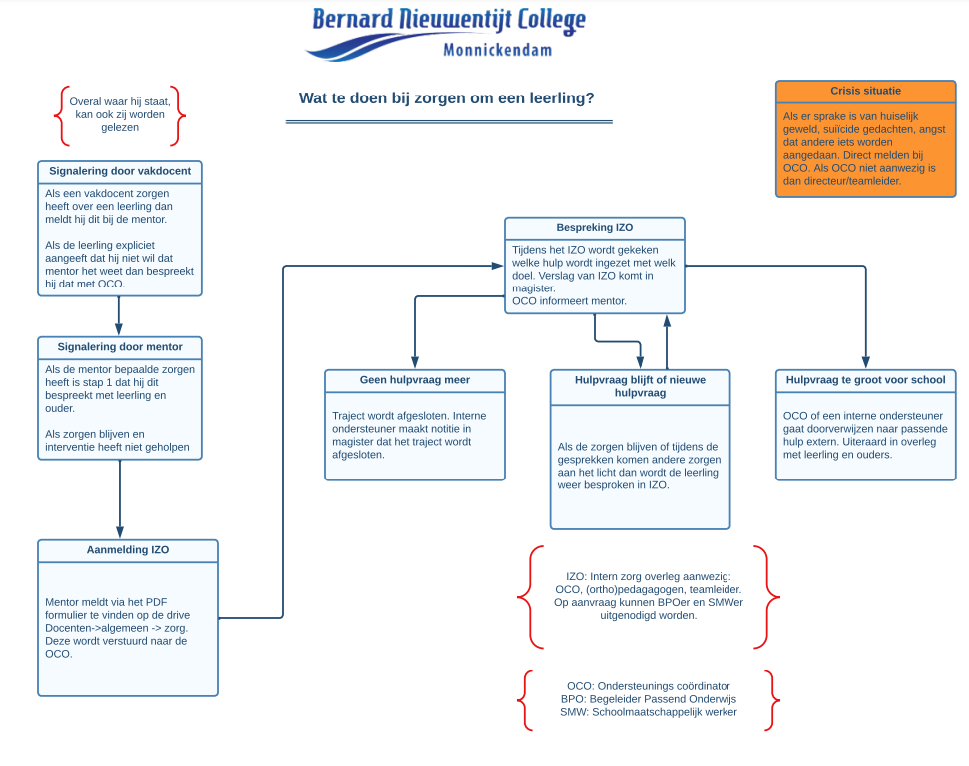 Bernard Nieuwentijt College
Monnickendam
Wat te doen bij zorgen om een leerling?
Overal waar hij staat,
kan ook zij worden
gelezen
Crisis situatie
Als er sprake is van huiselijk
geweld, suïcide gedachten, angst
dat andere iets worden
aangedaan. Direct melden bij
OCO. Als OCO niet aanwezig is
dan directeur/teamleider.
Signalering door vakdocent
Als een vakdocent zorgen
heeft over een leerling dan
meldt hij dit bij de mentor.
Als de leerling expliciet
aangeeft dat hij niet wil dat
mentor het weet dan bespreekt
hij dat met OCO.
Signalering door mentor
Als de mentor bepaalde zorgen
heeft is stap 1 dat hij dit
bespreekt met leerling en
ouder.
Als zorgen blijven en
interventie heeft niet geholpen
Aanmelding IZO
Mentor meldt via het PDF
formulier te vinden op de drive
Docenten->algemeen -> zorg.
Deze wordt verstuurd naar de
OCO.
Bespreking IZO
Tijdens het IZO wordt gekeken
welke hulp wordt ingezet met welk
doel. Verslag van IZO komt in
magister.
OCO informeert mentor.
Geen hulpvraag meer
Traject wordt afgesloten. Interne
ondersteuner maakt notitie in
magister dat het traject wordt
afgesloten.
Hulpvraag blijft of nieuwe
hulpvraag
Als de zorgen blijven of tijdens de
gesprekken komen andere zorgen
aan het licht dan wordt de leerling
weer besproken in IZO.
Hulpvraag te groot voor school
OCO of een interne ondersteuner
gaat doorverwijzen naar passende
hulp extern. Uiteraard in overleg
met leerling en ouders.
IZO: Intern zorg overleg aanwezig:
OCO, (ortho)pedagagogen, teamleider.
Op aanvraag kunnen BPOer en SMWer
uitgenodigd worden.
OCO: Ondersteunings coördinator
BPO: Begeleider Passend Onderwijs
SMW: Schoolmaatschappelijk werker